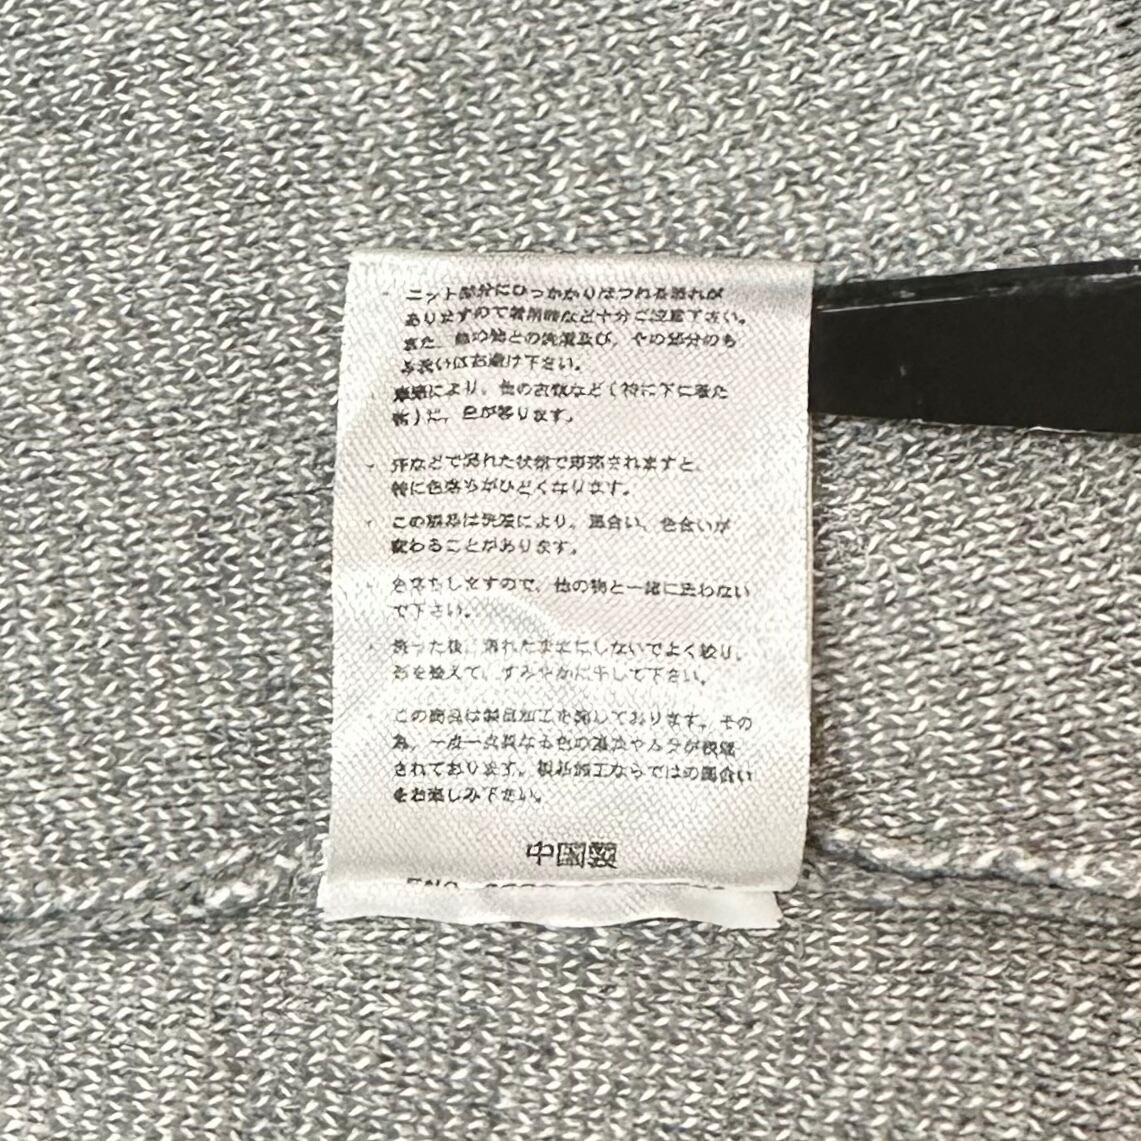 ・ニット部分にひっかかりほつれる恐れが
ありますので着用時など十分ご注意下さい。
また、他の物との洗濯及び、その部分のも
み洗いはお避け下さい。
・摩擦により、他の衣類など(特に下に着た
物)に、色が移ります。
・汗などで濡れた状態で摩擦されますと、
特に色落ちがひどくなります。
・この製品は洗濯により、風合い、色合いが
変わることがあります。
・色落ちしますので、他の物と一緒に洗わない
で下さい。
・洗った後、濡れたままにしないでよく絞り、
形を整えて、すみやかに干して下さい。
・この商品は製品加工を施しております。その
為、一点一点異なる色の濃淡やムラが
されております。製品加工ならではの風合い
をお楽しみ下さい。
中国製